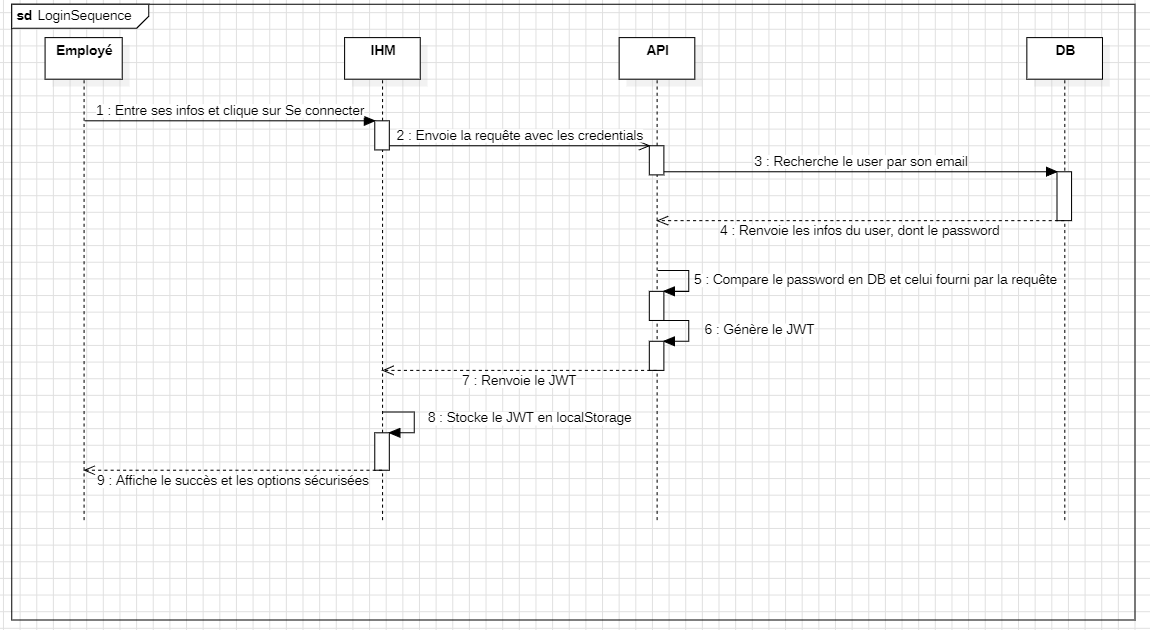 sd LoginSequence
Employé
IHM
API
DB
1 : Entre ses infos et clique sur Se connecter
2 : Envoie la requête avec les credentials
3 : Recherche le user par son email
4 : Renvoie les infos du user, dont le password
5 : Compare le password en DB et celui fourni par la requête
6 : Génère le JWT
7 : Renvoie le JWT
8 : Stocke le JWT en localStorage
9 : Affiche le succès et les options sécurisées